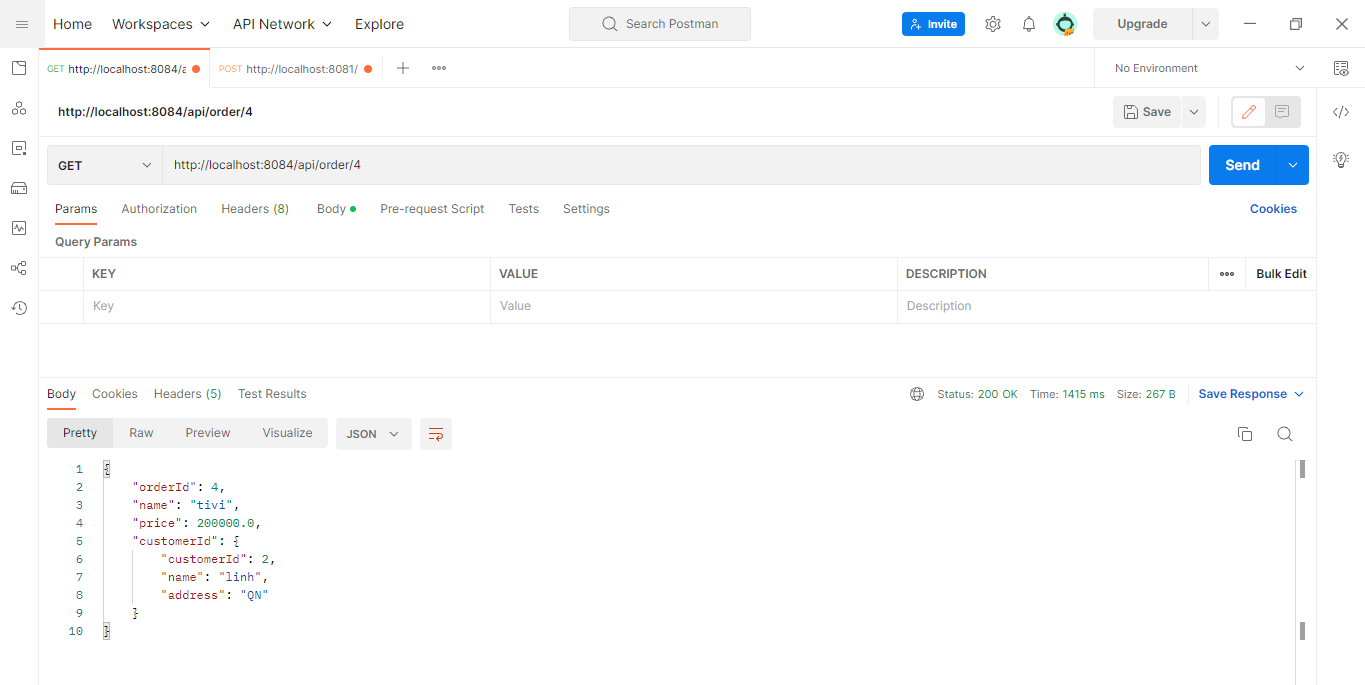 Home Workspaces API Network Explore Search Postman Invite Upgrade
GET http://localhost:8084/a POST http://localhost:8081/ No Environment
http://localhost:8084/api/order/4 Save
GET http://localhost:8084/api/order/4 Send
Params Authorization Headers (8) Body Pre-request Script Tests Settings Cookies
Query Params
KEY VALUE DESCRIPTION Bulk Edit
Key Value Description
Body Cookies Headers (5) Test Results Status: 200 OK Time: 1415 ms Size: 267 B Save Response
Pretty Raw Preview Visualize JSON
1 {
2 "orderId": 4,
3 "name": "tivi",
4 "price": 200000.0,
5 "customerId": {
6 "customerId": 2,
7 "name": "linh",
8 "address": "QN"
9 }
10 }